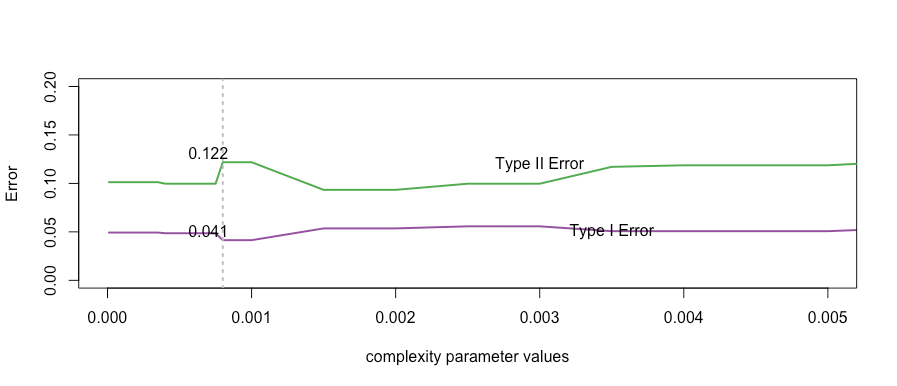 0.20
0.15
0.10
0.05
0.00
Error
0.122
Type II Error
0.041
Type I Error
0.000 0.001 0.002 0.003 0.004 0.005
complexity parameter values